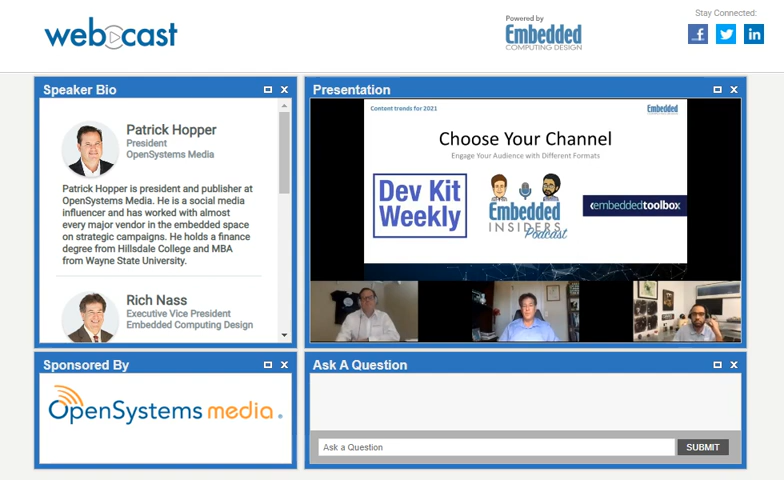 webcast
Powered by
Embedded
COMPUTING DESIGN
Stay Connected:
Speaker Bio
Patrick Hopper
President
OpenSystems Media
Patrick Hopper is president and publisher at
OpenSystems Media. He is a social media
influencer and has worked with almost
every major vendor in the embedded space
on strategic campaigns. He holds a finance
degree from Hillsdale College and MBA
from Wayne State University.
Rich Nass
Executive Vice President
Embedded Computing Design
Presentation
Content trends for 2021
Embedded
Choose Your Channel
Engage Your Audience with Different Formats
Dev Kit
Weekly
Embedded
INSIDERS
Podcast
embeddedtoolbox
Sponsored By
OpenSystems media®
Ask A Question
Ask a Question
SUBMIT